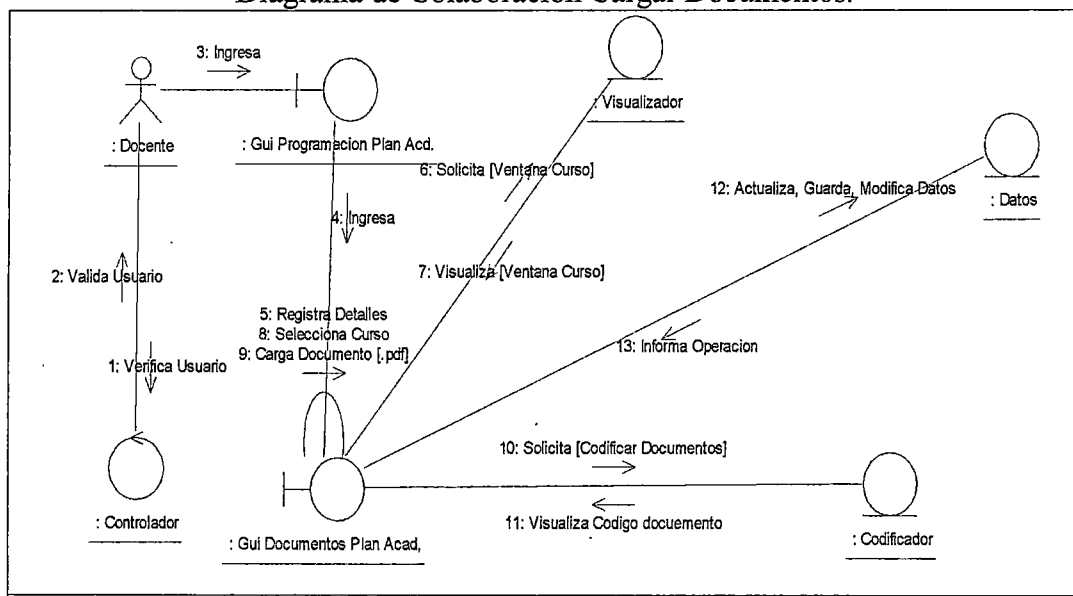 Diagrama de Colaboracion Cargar Documentos.
3: Ingresa
: Visualizador
: Docente
: Gui Programacion Plan Acd.
6: Solicita [Ventana Curso]
12: Actualiza, Guarda, Modifica Datos
: Datos
4: Ingresa
2: Valida Usuario
7: Visualiza [Ventana Curso]
5: Registra Detalles
8: Selecciona Curso
9: Carga Documento [.pdf]
13: Informa Operacion
1: Verifica Usuario
10: Solicita [Codificar Documentos]
: Controlador
11: Visualiza Codigo docuemento
: Gui Documentos Plan Acad,
: Codificador